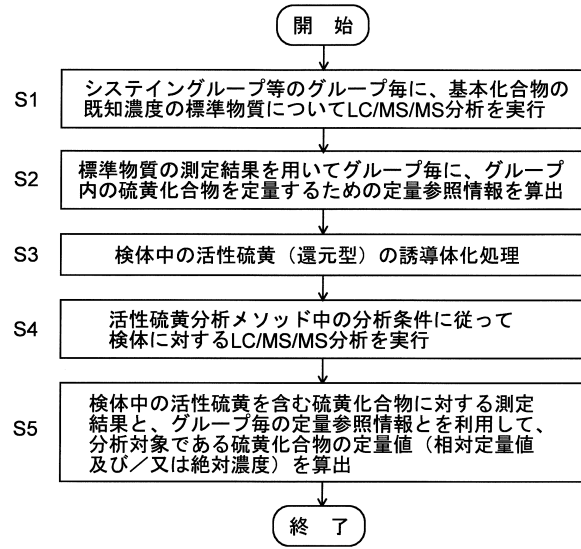 開　始
S1
システイングループ等のグループ毎に、基本化合物の
既知濃度の標準物質についてLC/MS/MS分析を実行
S2
標準物質の測定結果を用いてグループ毎に、グループ
内の硫黄化合物を定量するための定量参照情報を算出
S3
検体中の活性硫黄（還元型）の誘導体化処理
S4
活性硫黄分析メソッド中の分析条件に従って
検体に対するLC/MS/MS分析を実行
S5
検体中の活性硫黄を含む硫黄化合物に対する測定
結果と、グループ毎の定量参照情報とを利用して、
分析対象である硫黄化合物の定量値（相対定量値
及び／又は絶対濃度）を算出
終　了